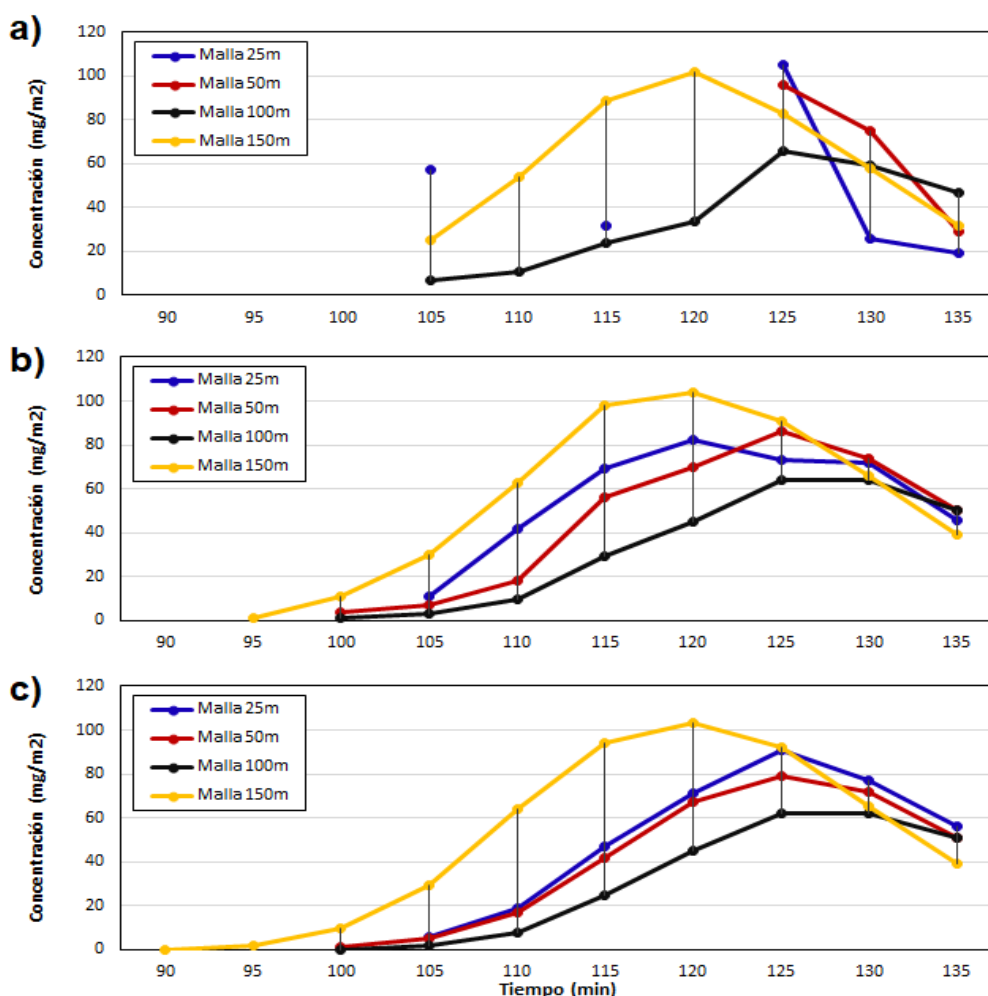 a)
Concentración (mg/m2)
120
100
80
60
40
20
0
Malla 25m
Malla 50m
Malla 100m
Malla 150m
90 95 100 105 110 115 120 125 130 135
b)
Concentración (mg/m2)
120
100
80
60
40
20
0
Malla 25m
Malla 50m
Malla 100m
Malla 150m
90 95 100 105 110 115 120 125 130 135
c)
Concentración (mg/m2)
120
100
80
60
40
20
0
Malla 25m
Malla 50m
Malla 100m
Malla 150m
90 95 100 105 110 115 120 125 130 135
Tiempo (min)